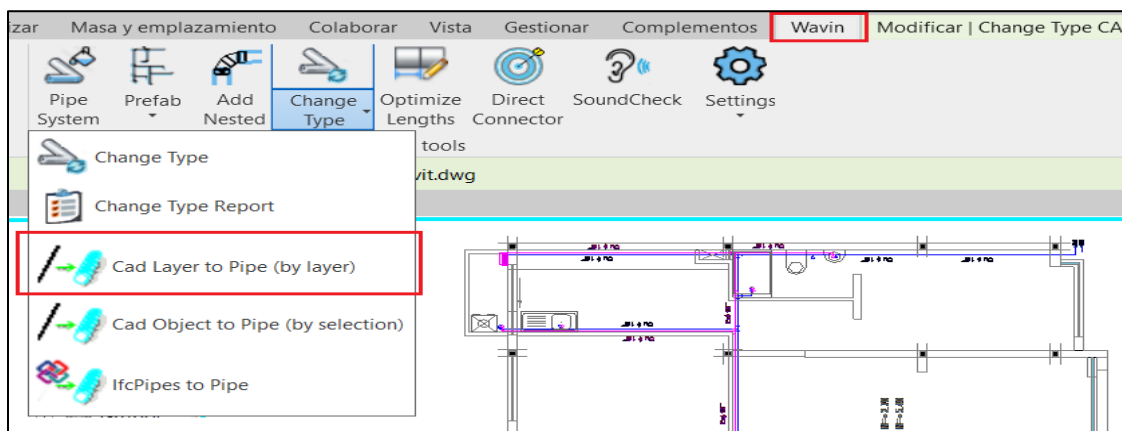 izar Masa y emplazamiento Colaborar Vista Gestionar Complementos Wavin Modificar | Change Type CA
Pipe System Prefab Add Nested Change Type Optimize Lengths Direct Connector SoundCheck Settings
tools
vit.dwg
Change Type
Change Type Report
Cad Layer to Pipe (by layer)
Cad Object to Pipe (by selection)
IfcPipes to Pipe